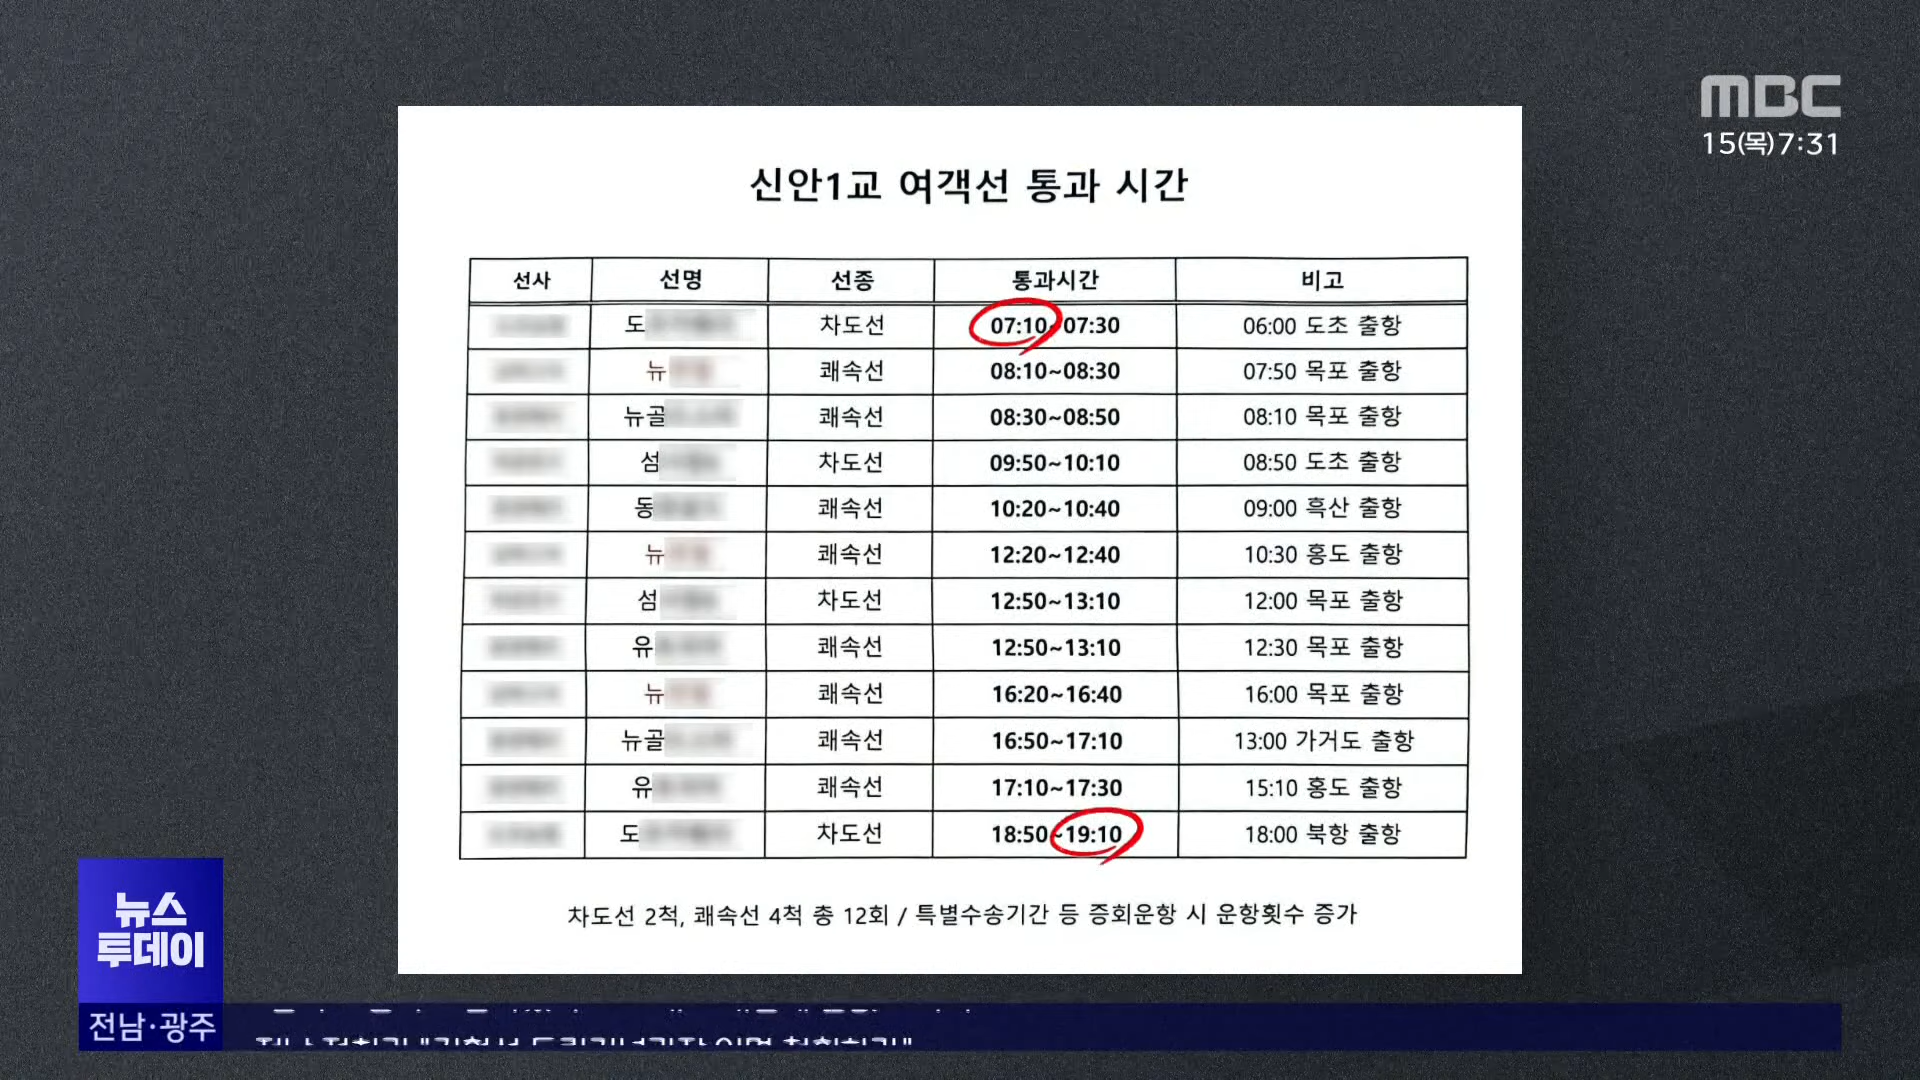 MBC
15(목)7:31
신안1교 여객선 통과 시간
선사 선명 선종 통과시간 비고
도 차도선 07:10~07:30 06:00 도초 출항
뉴 쾌속선 08:10~08:30 07:50 목포 출항
뉴골 쾌속선 08:30~08:50 08:10 목포 출항
섬 차도선 09:50~10:10 08:50 도초 출항
동 쾌속선 10:20~10:40 09:00 흑산 출항
뉴 쾌속선 12:20~12:40 10:30 홍도 출항
섬 차도선 12:50~13:10 12:00 목포 출항
유 쾌속선 12:50~13:10 12:30 목포 출항
뉴 쾌속선 16:20~16:40 16:00 목포 출항
뉴골 쾌속선 16:50~17:10 13:00 가거도 출항
유 쾌속선 17:10~17:30 15:10 홍도 출항
도 차도선 18:50~19:10 18:00 북항 출항
차도선 2척, 쾌속선 4척 총 12회 / 특별수송기간 등 증회운항 시 운항횟수 증가
뉴스
투데이
전남·광주